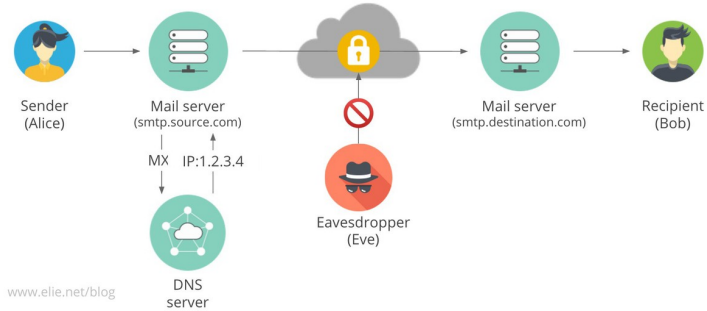 Sender
(Alice)
Mail server
(smtp.source.com)
Mail server
(smtp.destination.com)
Recipient
(Bob)
MX
IP:1.2.3.4
Eavesdropper
(Eve)
DNS
server
www.elie.net/blog